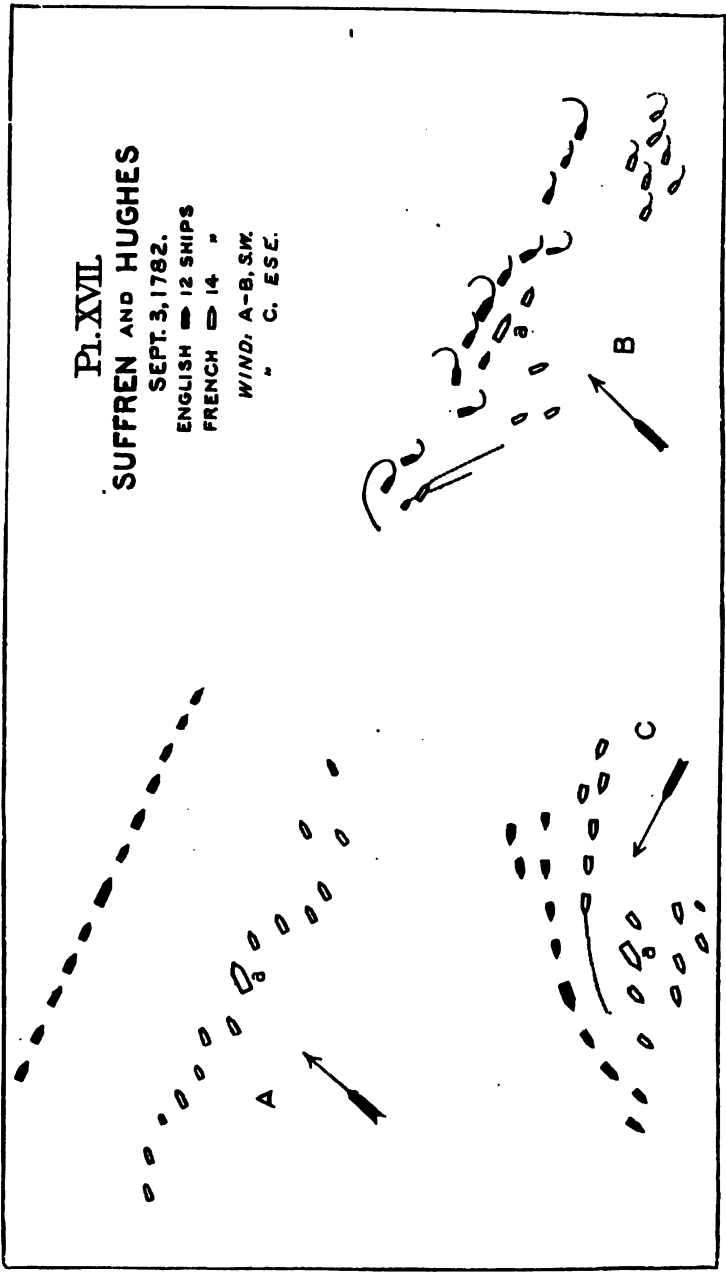 Pl. XVII.
SUFFREN AND HUGHES
SEPT. 3, 1782.
ENGLISH 12 SHIPS
FRENCH 14 "
WIND: A-B, S.W.
" C. ESE.
A
a
B
a
C
a